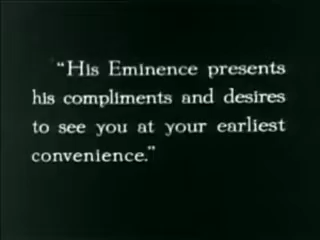 "His Eminence presents
his compliments and desires
to see you at your earliest
convenience."